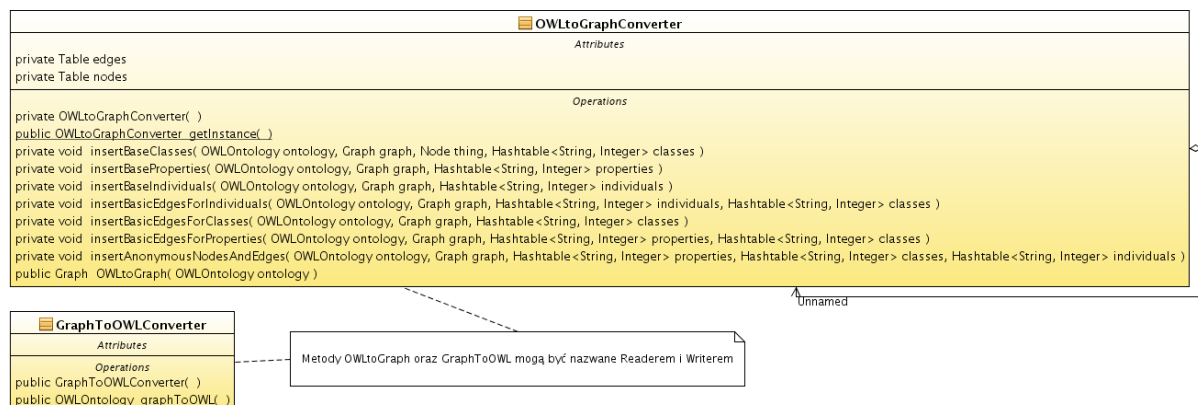 OWLtoGraphConverter
Attributes
private Table edges
private Table nodes
Operations
private OWLtoGraphConverter( )
public OWLtoGraphConverter getInstance( )
private void insertBaseClasses( OWLOntology ontology, Graph graph, Node thing, Hashtable<String, Integer> classes )
private void insertBaseProperties( OWLOntology ontology, Graph graph, Hashtable<String, Integer> properties )
private void insertBaseIndividuals( OWLOntology ontology, Graph graph, Hashtable<String, Integer> individuals )
private void insertBasicEdgesForIndividuals( OWLOntology ontology, Graph graph, Hashtable<String, Integer> individuals, Hashtable<String, Integer> classes )
private void insertBasicEdgesForClasses( OWLOntology ontology, Graph graph, Hashtable<String, Integer> classes )
private void insertBasicEdgesForProperties( OWLOntology ontology, Graph graph, Hashtable<String, Integer> properties, Hashtable<String, Integer> classes )
private void insertAnonymousNodesAndEdges( OWLOntology ontology, Graph graph, Hashtable<String, Integer> properties, Hashtable<String, Integer> classes, Hashtable<String, Integer> individuals )
public Graph OWLtoGraph( OWLOntology ontology )
Unnamed
GraphToOWLConverter
Attributes
Operations
public GraphToOWLConverter( )
public OWLOntology graphToOWL( )
Metody OWLtoGraph oraz GraphToOWL mogą być nazwane Readerem i Writerem